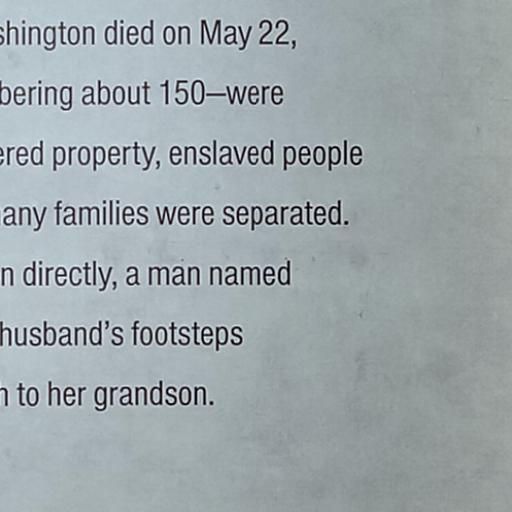 shington died on May 22,
bering about 150—were
ered property, enslaved people
any families were separated.
n directly, a man named
husband’s footsteps
to her grandson.